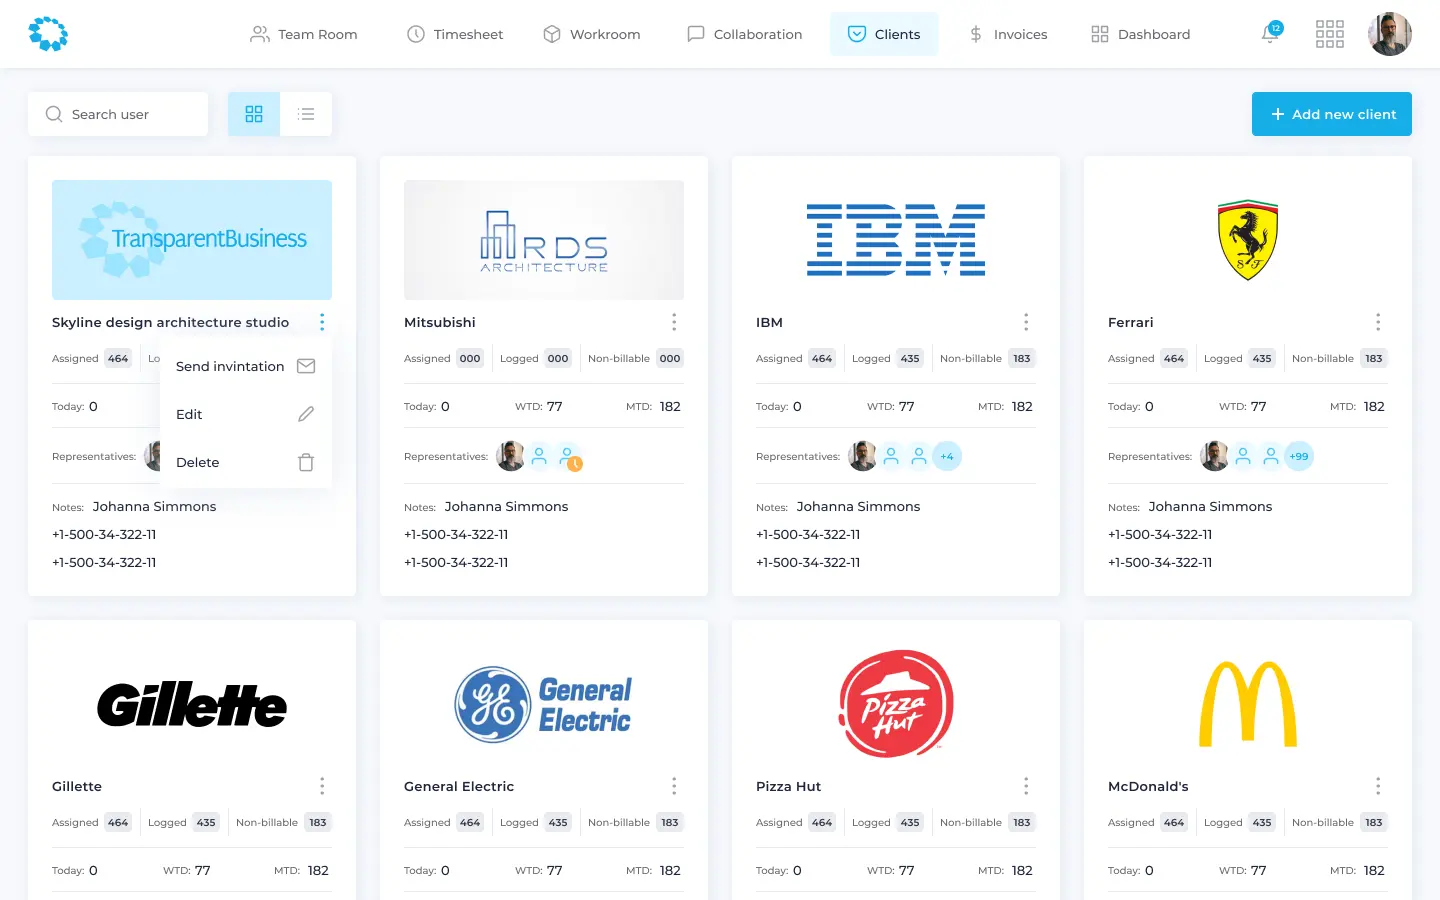 Team Room
Timesheet
Workroom
Collaboration
Clients
Invoices
Dashboard
12
Search user
Add new client
TransparentBusiness
Skyline design architecture studio
Assigned 464 Lo
Send invintation
Edit
Delete
Today: 0
Representatives:
Notes: Johanna Simmons
+1-500-34-322-11
+1-500-34-322-11
RDS
ARCHITECTURE
Mitsubishi
Assigned 000 Logged 000 Non-billable 000
Today: 0 WTD: 77 MTD: 182
Representatives:
Notes: Johanna Simmons
+1-500-34-322-11
+1-500-34-322-11
IBM
IBM
Assigned 464 Logged 435 Non-billable 183
Today: 0 WTD: 77 MTD: 182
Representatives: +4
Notes: Johanna Simmons
+1-500-34-322-11
+1-500-34-322-11
S F
Ferrari
Assigned 464 Logged 435 Non-billable 183
Today: 0 WTD: 77 MTD: 182
Representatives: +99
Notes: Johanna Simmons
+1-500-34-322-11
+1-500-34-322-11
Gillette
Gillette
Assigned 464 Logged 435 Non-billable 183
Today: 0 WTD: 77 MTD: 182
GE
General
Electric
General Electric
Assigned 464 Logged 435 Non-billable 183
Today: 0 WTD: 77 MTD: 182
Pizza
Hut
Pizza Hut
Assigned 464 Logged 435 Non-billable 183
Today: 0 WTD: 77 MTD: 182
McDonald's
Assigned 464 Logged 435 Non-billable 183
Today: 0 WTD: 77 MTD: 182